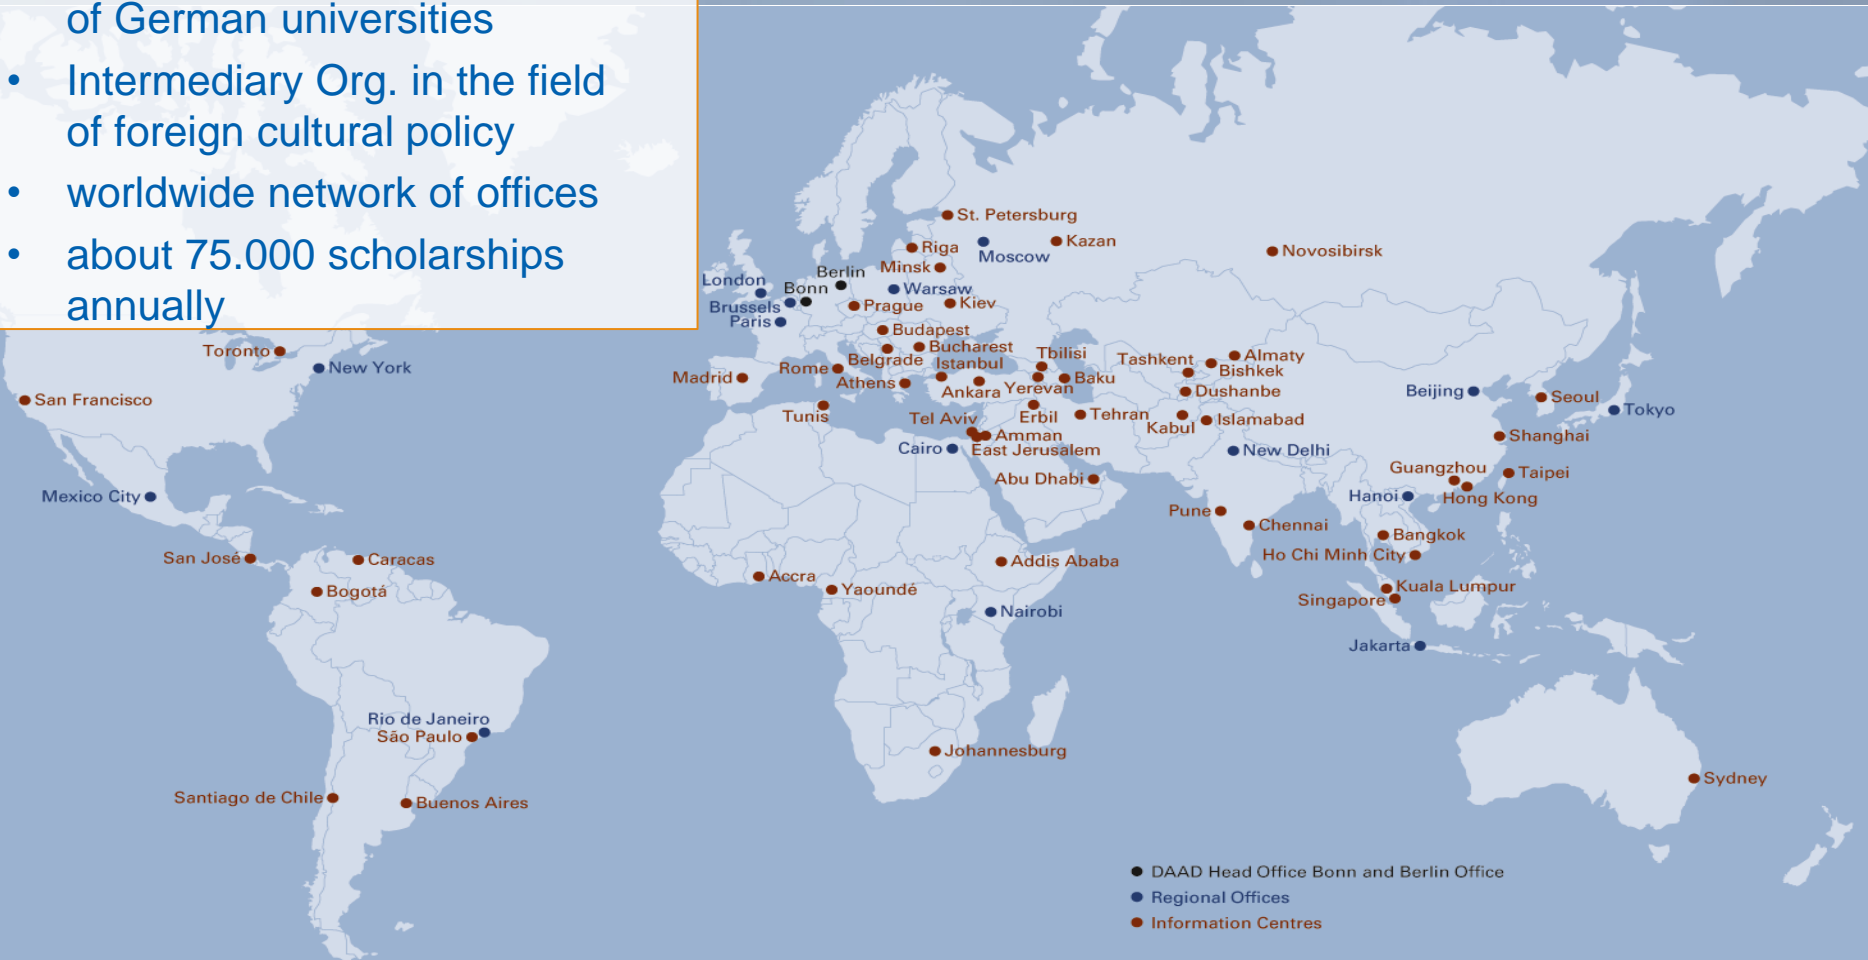 of German universities
• Intermediary Org. in the field
of foreign cultural policy
• worldwide network of offices
• about 75.000 scholarships
annually
St. Petersburg
Riga
Moscow
Kazan
Novosibirsk
Minsk
Berlin
London
Bonn
Warsaw
Brussels
Prague
Kiev
Paris
Budapest
Toronto
New York
Belgrade
Bucharest
Istanbul
Tbilisi
Tashkent
Almaty
Bishkek
Madrid
Rome
Athens
Ankara
Yerevan
Baku
Dushanbe
Beijing
Seoul
San Francisco
Tokyo
Tunis
Tel Aviv
Erbil
Tehran
Kabul
Islamabad
Amman
Shanghai
Cairo
East Jerusalem
New Delhi
Abu Dhabi
Guangzhou
Taipei
Mexico City
Hanoi
Hong Kong
Pune
Chennai
Bangkok
San José
Caracas
Ho Chi Minh City
Addis Ababa
Accra
Bogotá
Yaoundé
Kuala Lumpur
Singapore
Nairobi
Jakarta
Rio de Janeiro
São Paulo
Johannesburg
Sydney
Santiago de Chile
Buenos Aires
DAAD Head Office Bonn and Berlin Office
Regional Offices
Information Centres